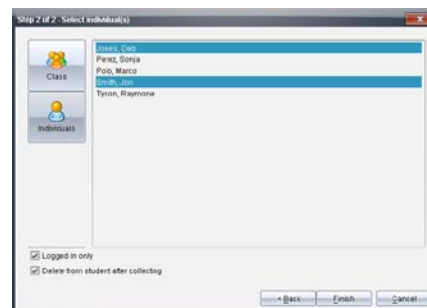 Step 2 of 2 - Select individual(s)
Class
Individuals
Jones, Deb
Perez, Sonja
Polo, Marco
Smith, Jon
Tyson, Raymone
Logged in only
Delete from student after collecting
< Back
Finish
Cancel